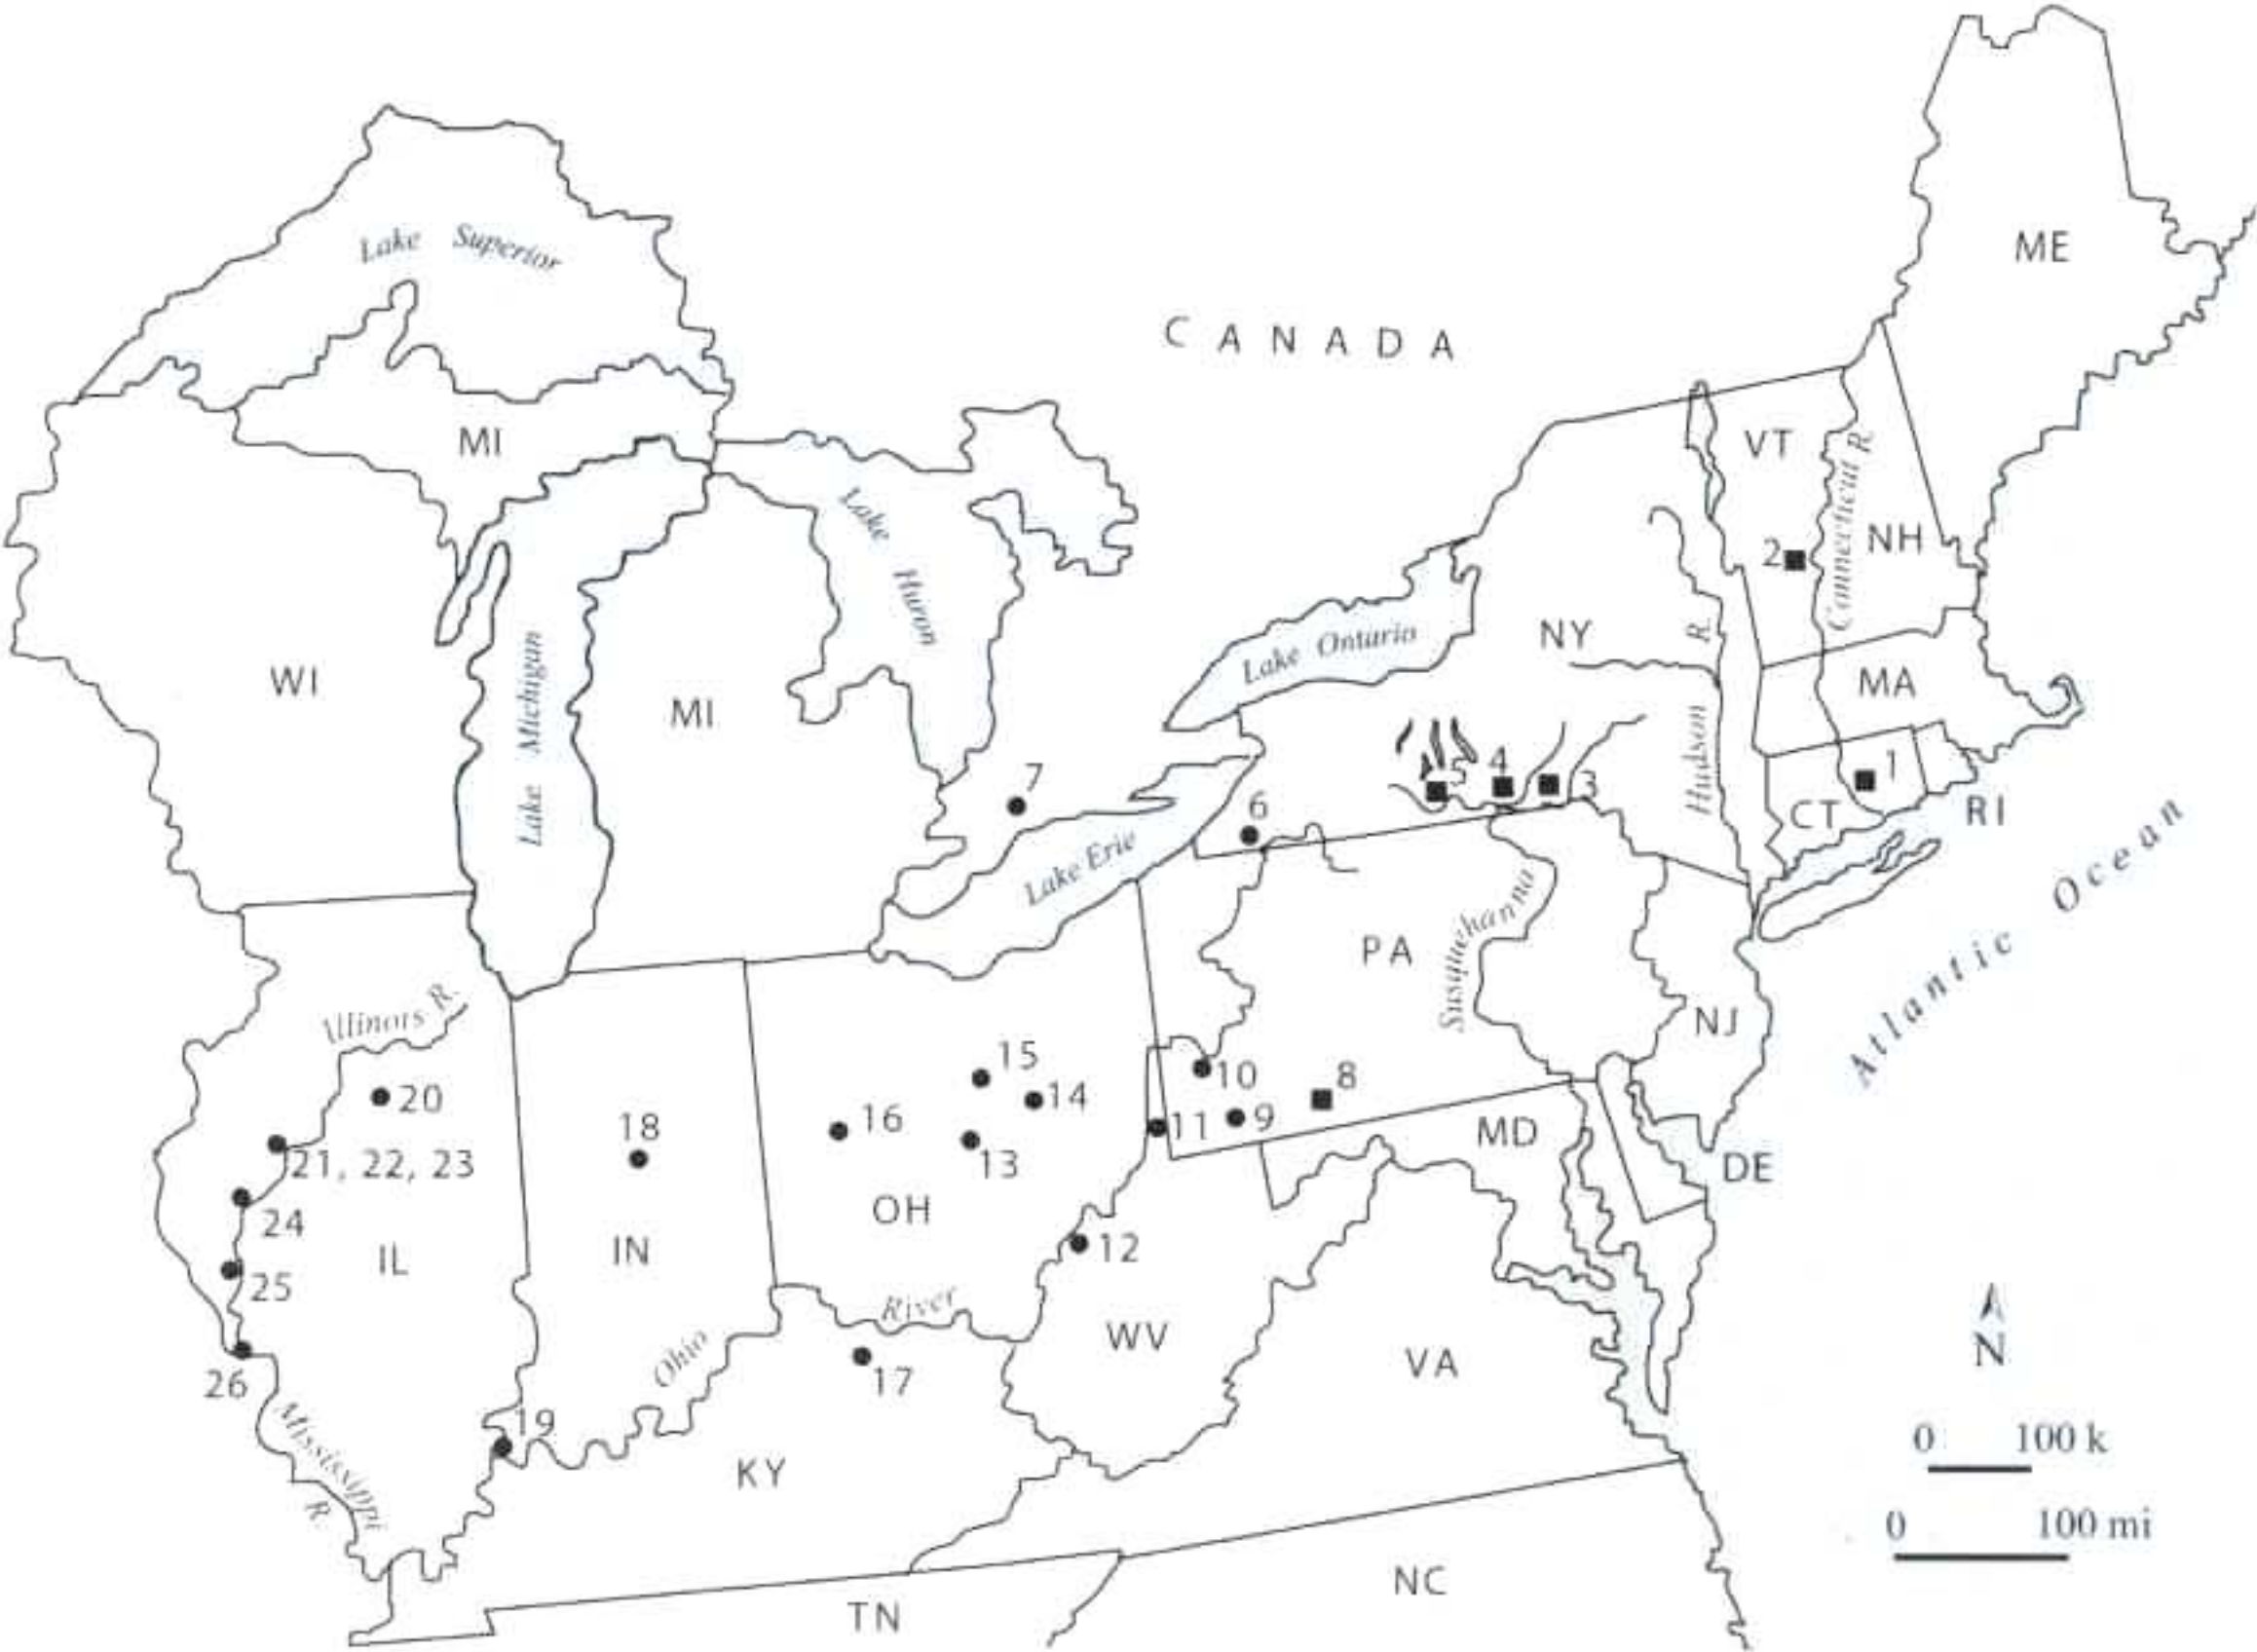 ME
Lake Superior
CANADA
MI
VT
Connecticut R.
NH
Lake Huron
2
NY
R.
Lake Ontario
WI
MI
Lake Michigan
MA
Hudson
7
5
4
3
1
6
CT
RI
Lake Erie
Atlantic Ocean
PA
Susquehanna
NJ
Illinois R.
15
10
8
20
14
16
11
9
18
13
MD
21, 22, 23
DE
24
OH
12
IL
IN
25
River
Ohio
WV
VA
N
26
17
Mississippi
R.
19
0 100 k
KY
0 100 mi
NC
TN